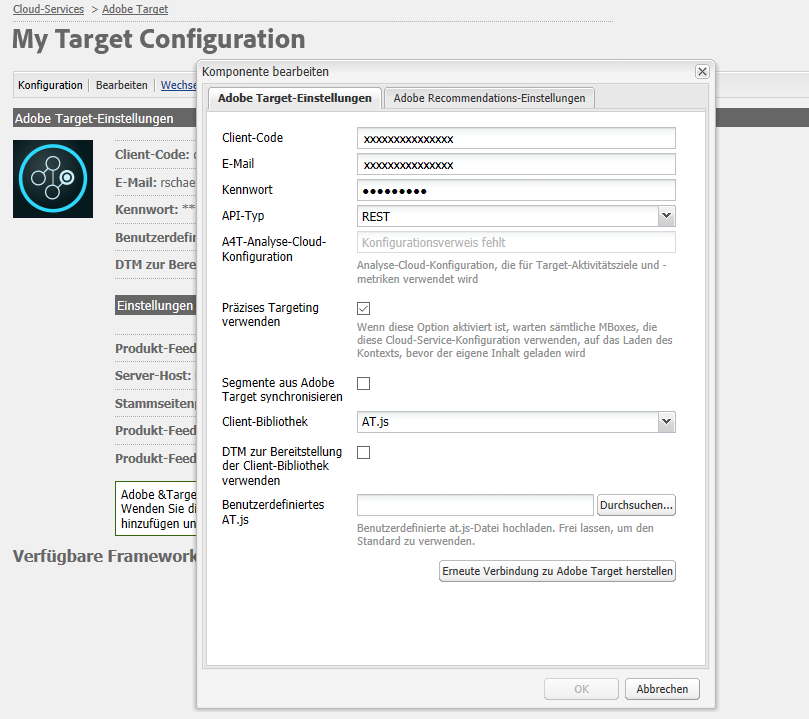 Cloud-Services > Adobe Target
My Target Configuration
Konfiguration Bearbeiten Wechse
Adobe Target-Einstellungen
Client-Code:
E-Mail: rschae
Kennwort: **
Benutzerdefin
DTM zur Bere
Einstellungen
Produkt-Feed
Server-Host:
Stammseitenp
Produkt-Feed
Produkt-Feed
Adobe &Targe
Wenden Sie di
hinzufügen un
Verfügbare Framework
Komponente bearbeiten
Adobe Target-Einstellungen Adobe Recommendations-Einstellungen
Client-Code xxxxxxxxxxxxxxx
E-Mail xxxxxxxxxxxxxxx
Kennwort ●●●●●●●●●
API-Typ REST
A4T-Analyse-Cloud- Konfigurationsverweis fehlt
Konfiguration
Analyse-Cloud-Konfiguration, die für Target-Aktivitätsziele und -
metriken verwendet wird
Präzises Targeting
verwenden
Wenn diese Option aktiviert ist, warten sämtliche MBoxes, die
diese Cloud-Service-Konfiguration verwenden, auf das Laden des
Kontexts, bevor der eigene Inhalt geladen wird
Segmente aus Adobe
Target synchronisieren
Client-Bibliothek AT.js
DTM zur Bereitstellung
der Client-Bibliothek
verwenden
Benutzerdefiniertes Durchsuchen...
AT.js
Benutzerdefinierte at.js-Datei hochladen. Frei lassen, um den
Standard zu verwenden.
Erneute Verbindung zu Adobe Target herstellen
OK Abbrechen